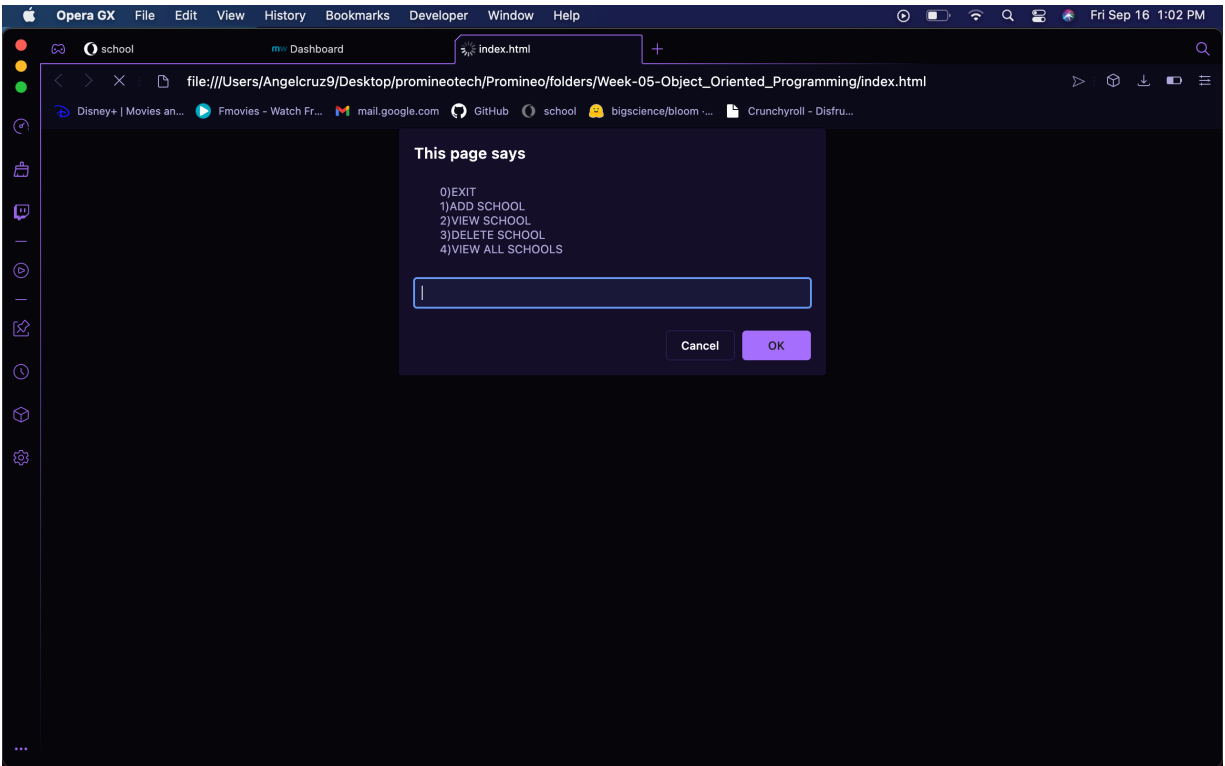 Opera GX File Edit View History Bookmarks Developer Window Help Fri Sep 16 1:02 PM
school mw Dashboard index.html
file:///Users/Angelcruz9/Desktop/promineotech/Promineo/folders/Week-05-Object_Oriented_Programming/index.html
Disney+ | Movies an... Fmovies - Watch Fr... mail.google.com GitHub school bigscience/bloom ·... Crunchyroll - Disfru...
This page says
0)EXIT
1)ADD SCHOOL
2)VIEW SCHOOL
3)DELETE SCHOOL
4)VIEW ALL SCHOOLS
Cancel OK